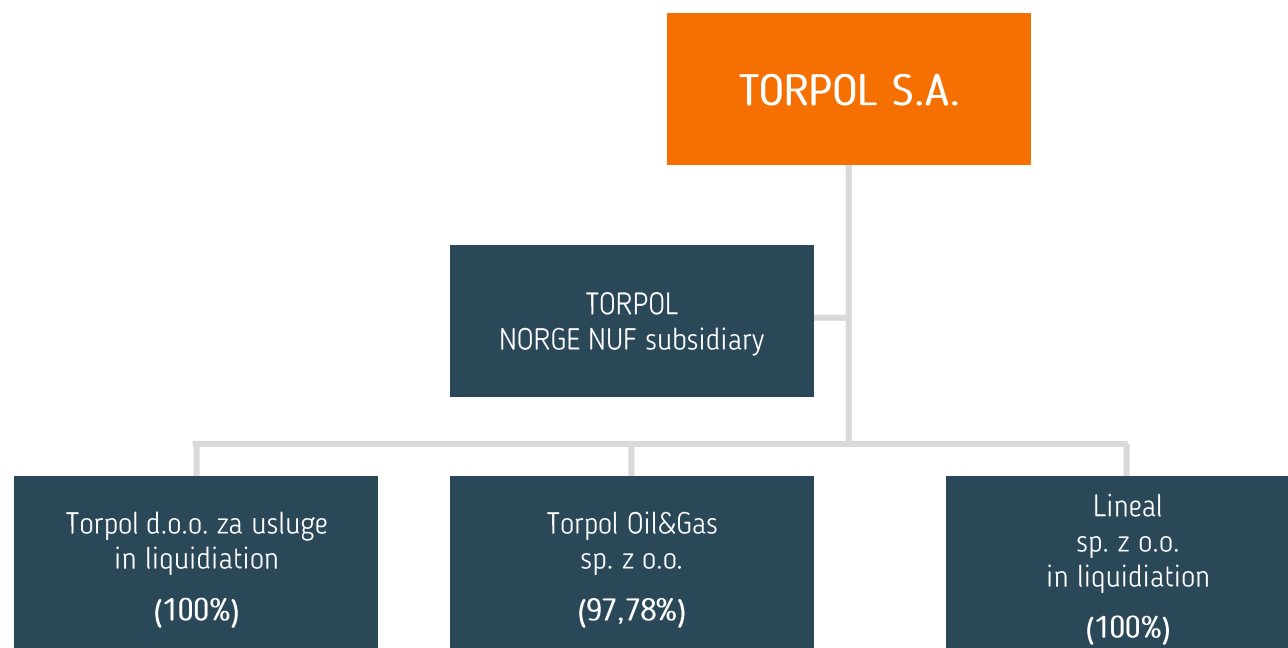 TORPOL S.A.
TORPOL
NORGE NUF subsidiary
Torpol d.o.o. za usluge
in liquidiation
(100%)
Torpol Oil&Gas
sp. z o.o.
(97,78%)
Lineal
sp. z o.o.
in liquidiation
(100%)